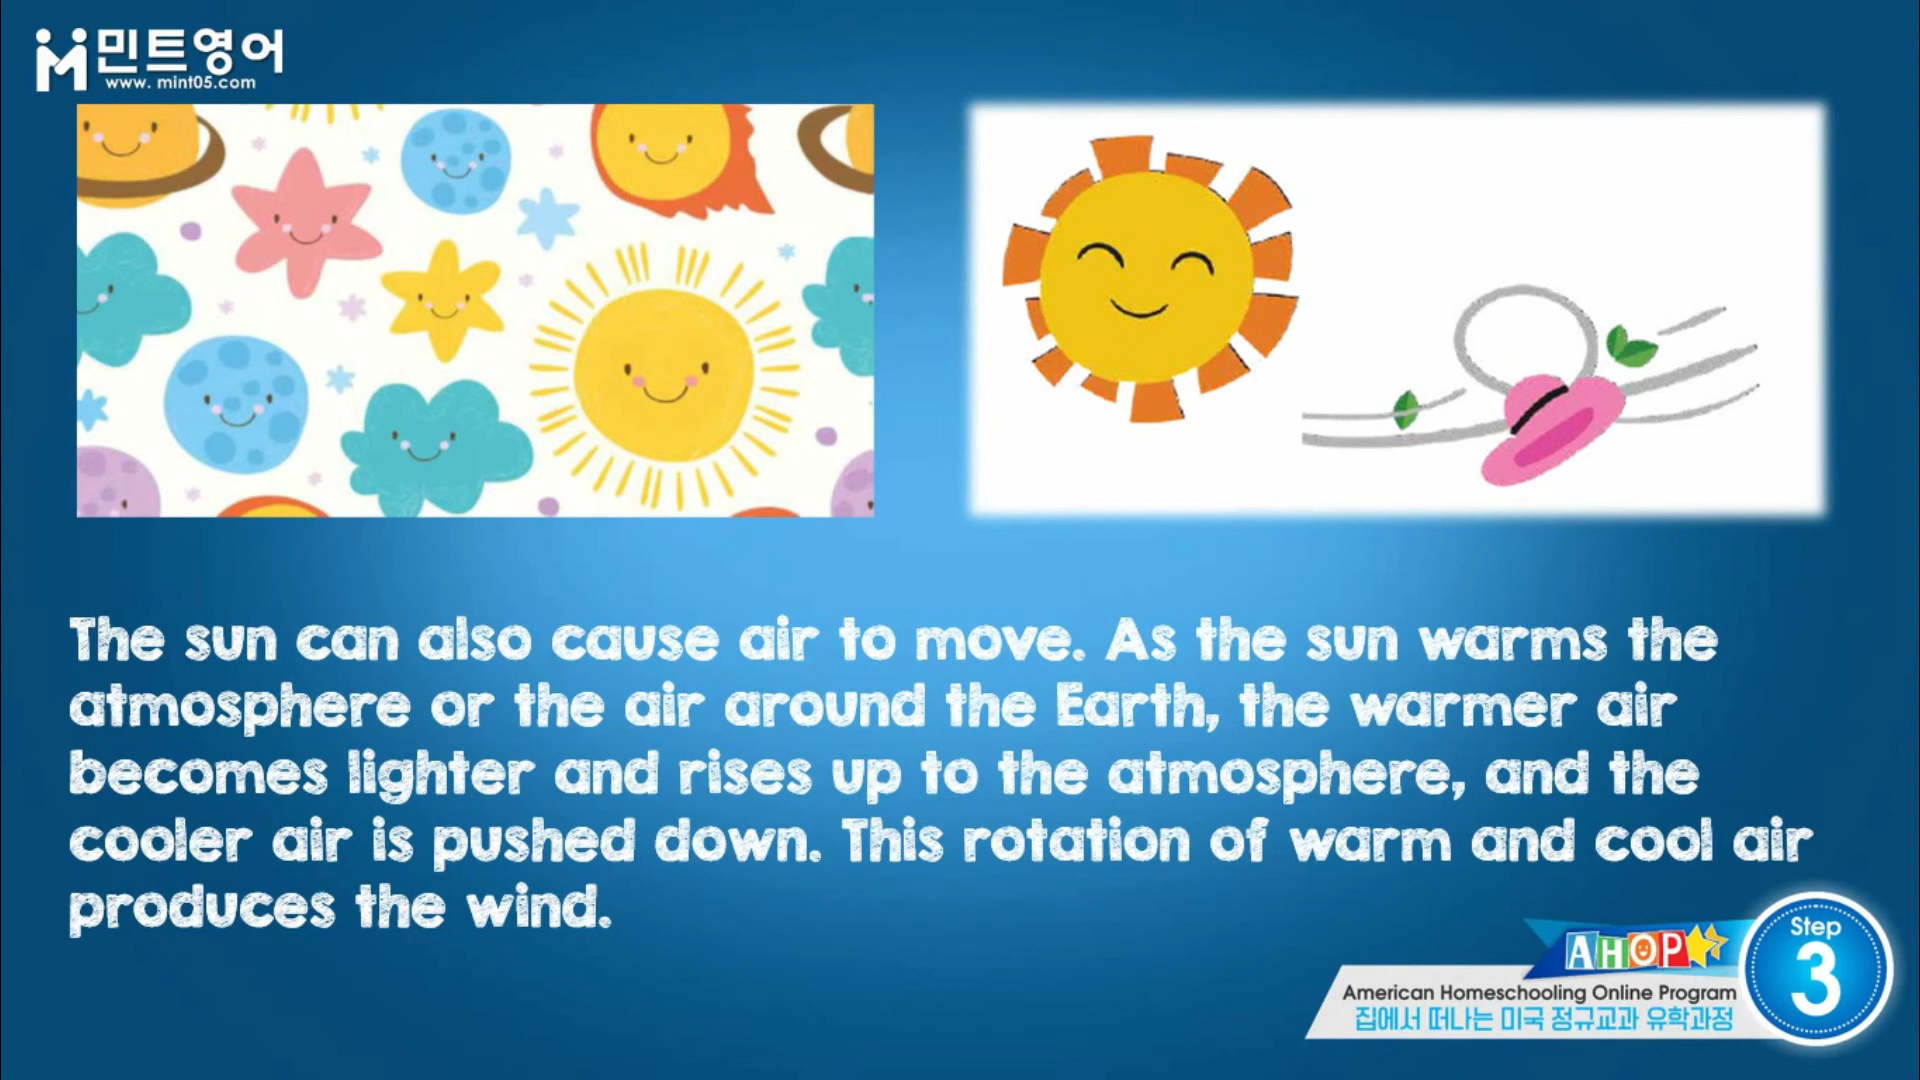 민트영어
www. mint05.com
The sun can also cause air to move. As the sun warms the
atmosphere or the air around the Earth, the warmer air
becomes lighter and rises up to the atmosphere, and the
cooler air is pushed down. This rotation of warm and cool air
produces the wind.
AHOP
American Homeschooling Online Program
집에서 떠나는 미국 정규교과 유학과정
Step
3